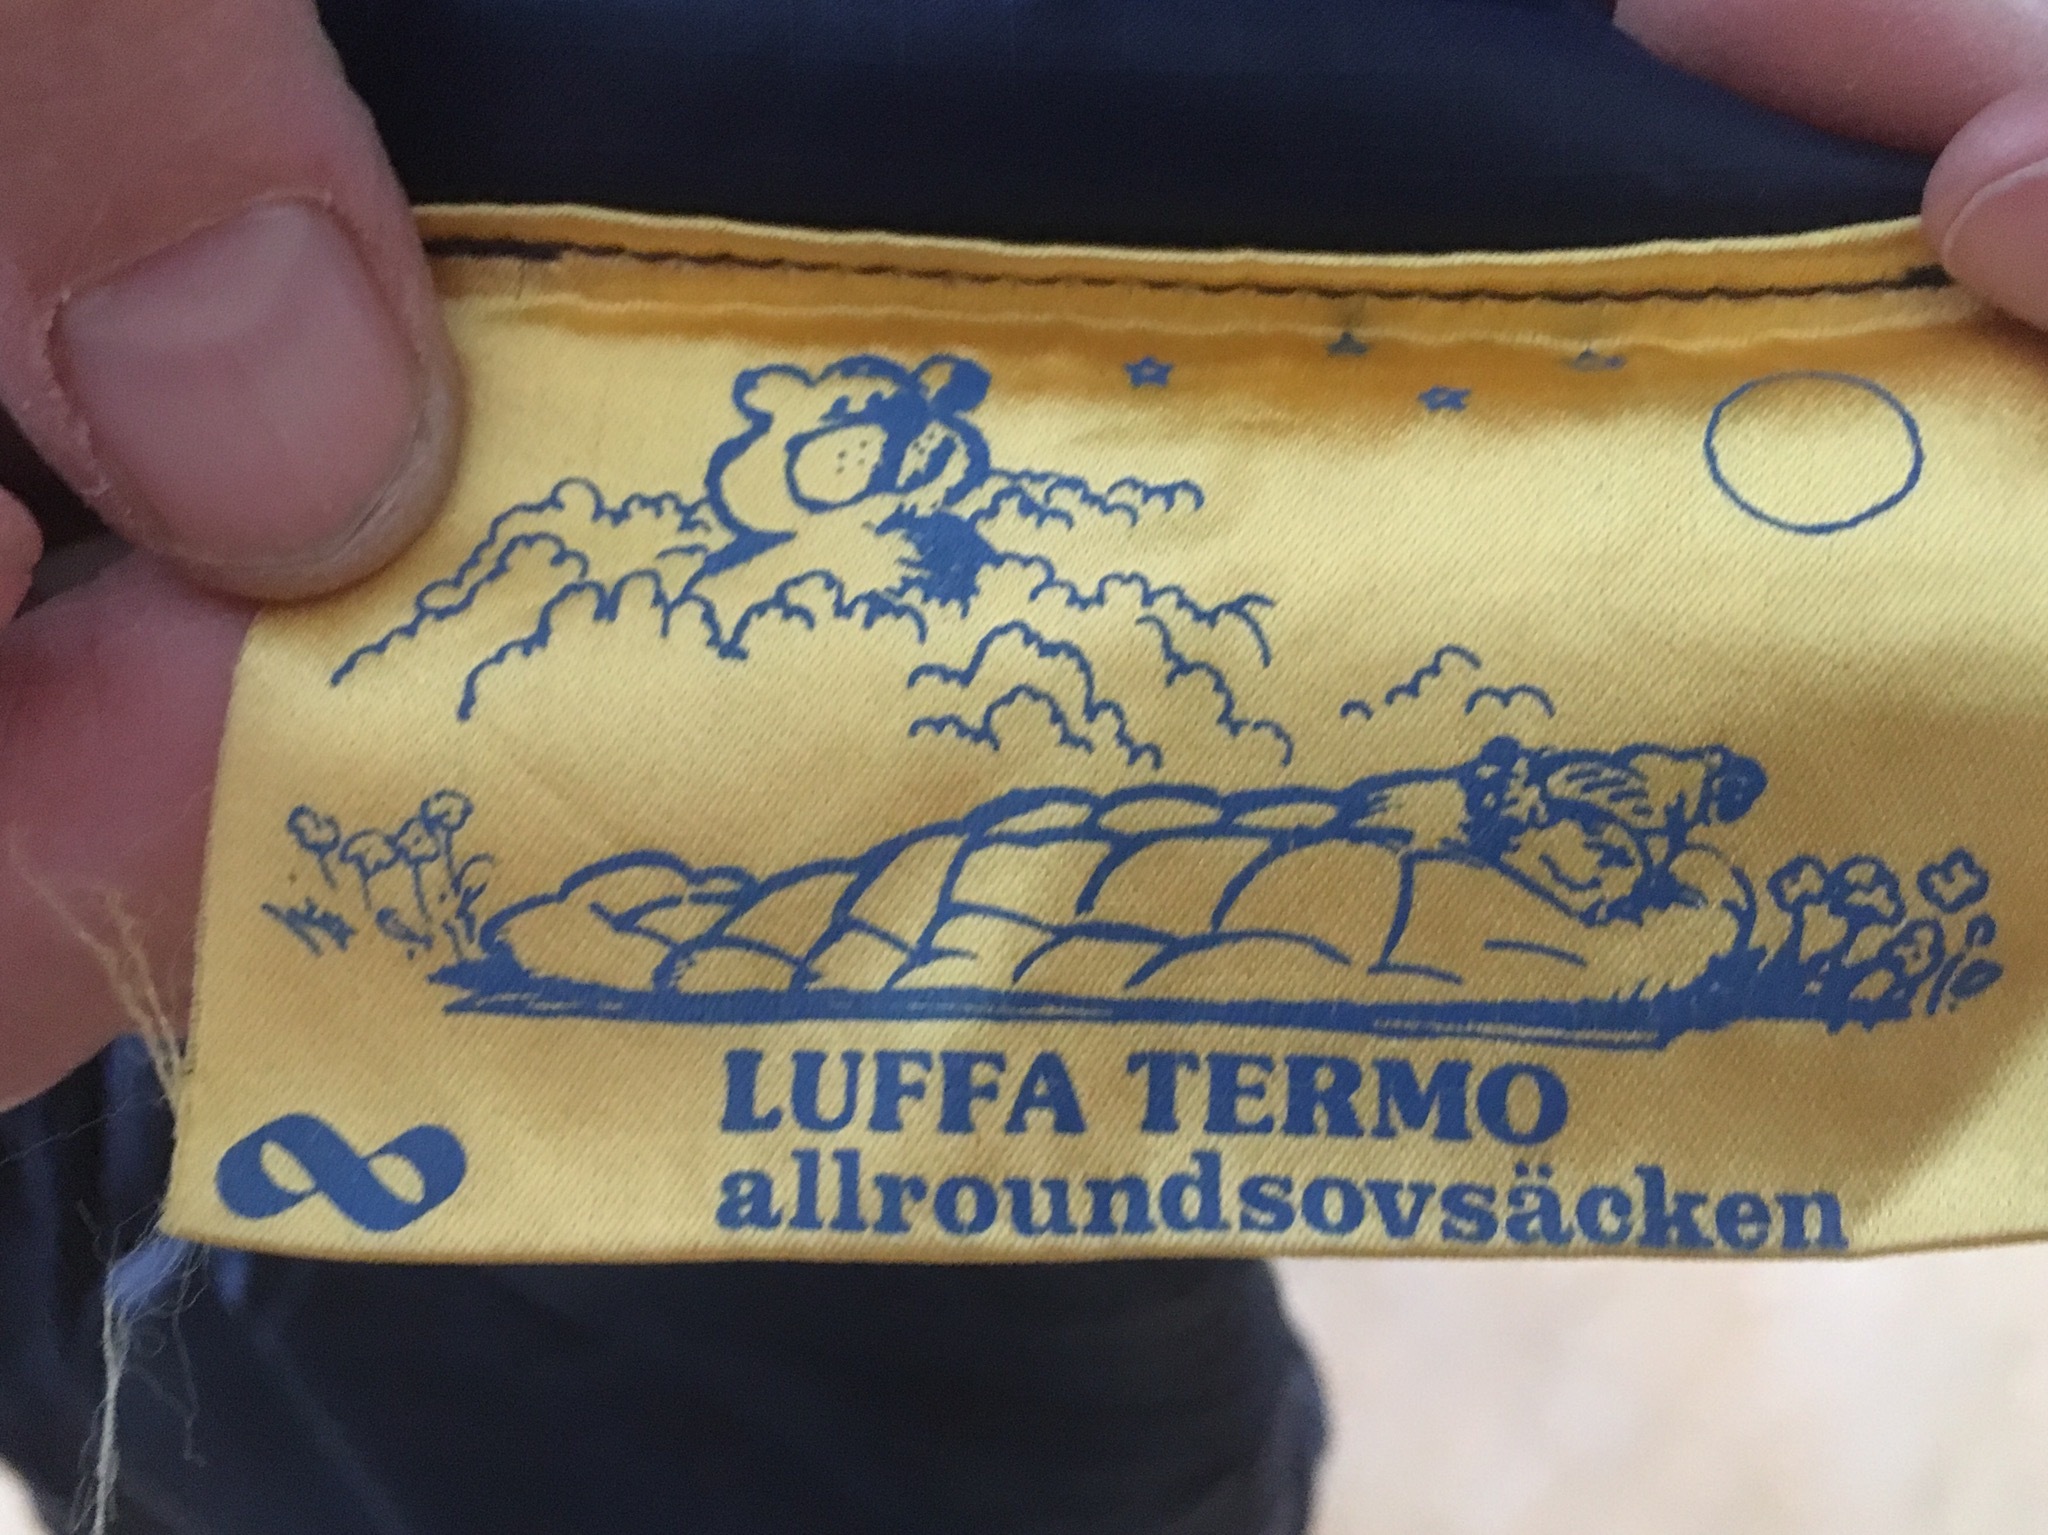 LUFFA TERMO
allroundsovsäcken